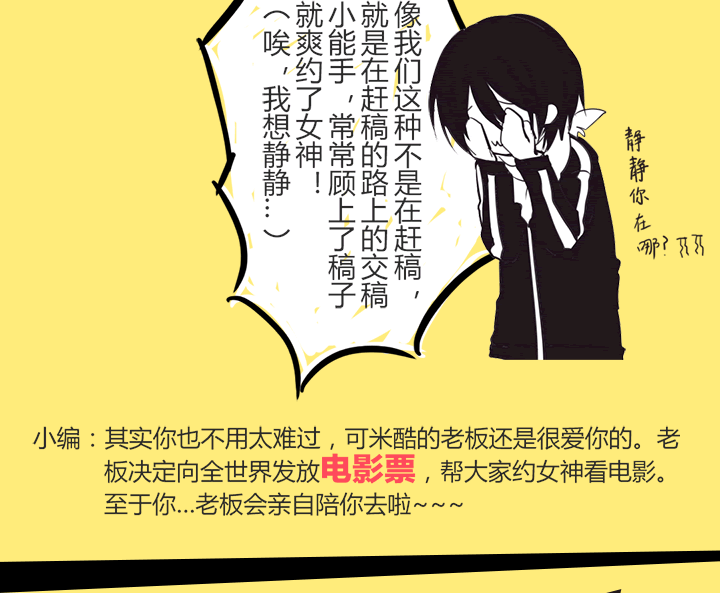 像我们这种不是在赶稿，
就是在赶稿的路上的交稿
小能手，常常顾上了稿子
就爽约了女神！
（唉，我想静静…）
静静你在哪？
小编：其实你也不用太难过，可米酷的老板还是很爱你的。老
板决定向全世界发放电影票，帮大家约女神看电影。
至于你…老板会亲自陪你去啦~~~